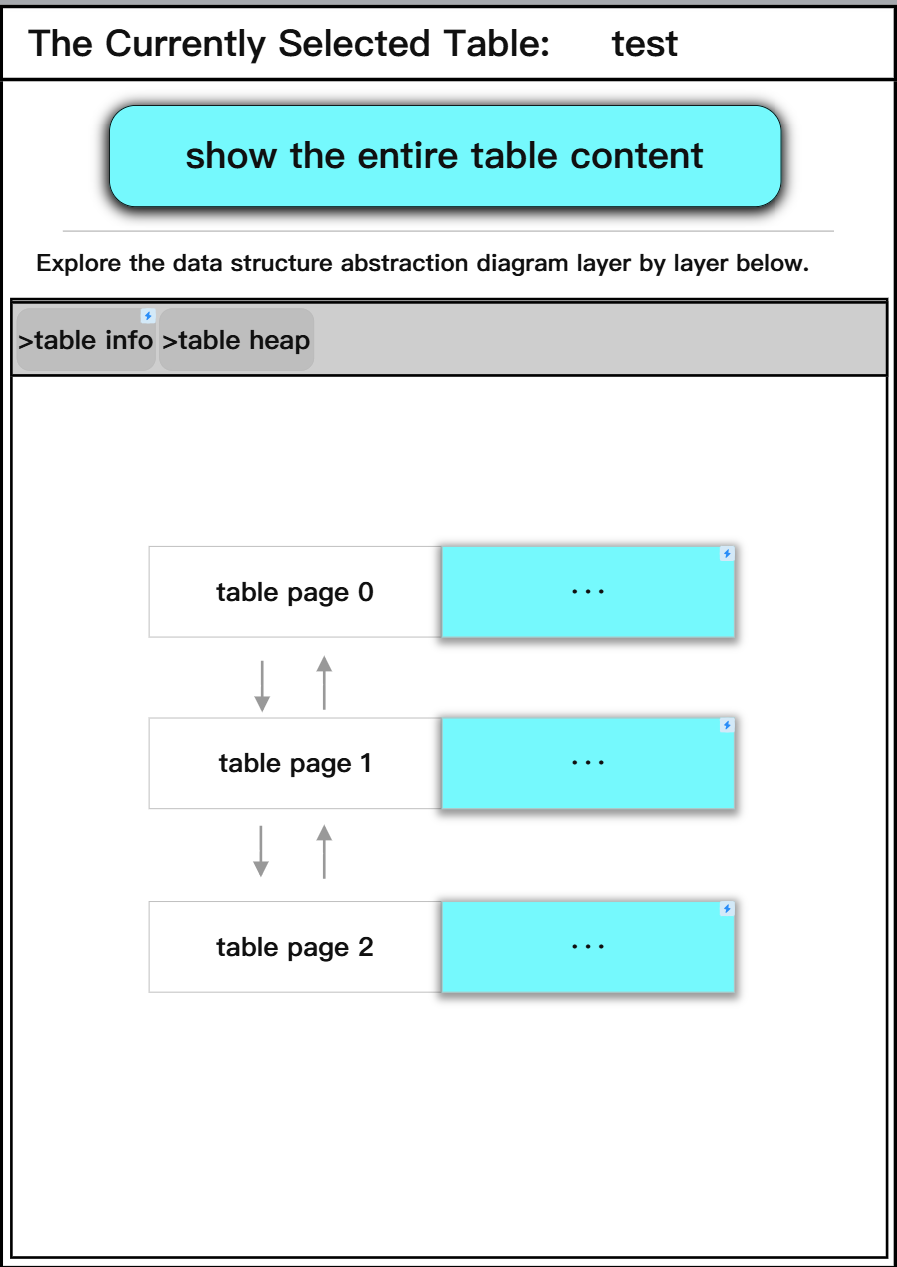 The Currently Selected Table: test
show the entire table content
Explore the data structure abstraction diagram layer by layer below.
>table info >table heap
table page 0 ...
table page 1 ...
table page 2 ...